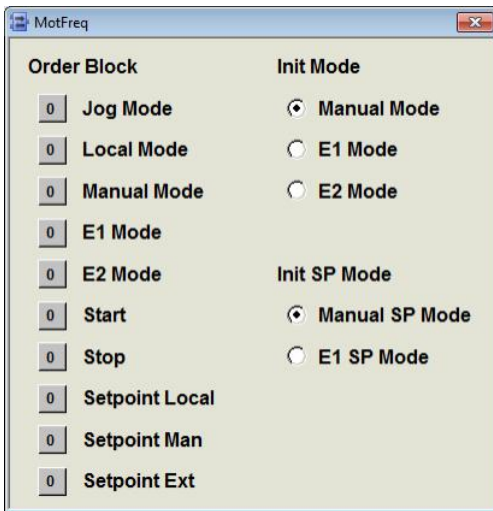 MotFreq
Order Block Init Mode
0 Jog Mode Manual Mode
0 Local Mode E1 Mode
0 Manual Mode E2 Mode
0 E1 Mode
0 E2 Mode Init SP Mode
0 Start Manual SP Mode
0 Stop E1 SP Mode
0 Setpoint Local
0 Setpoint Man
0 Setpoint Ext